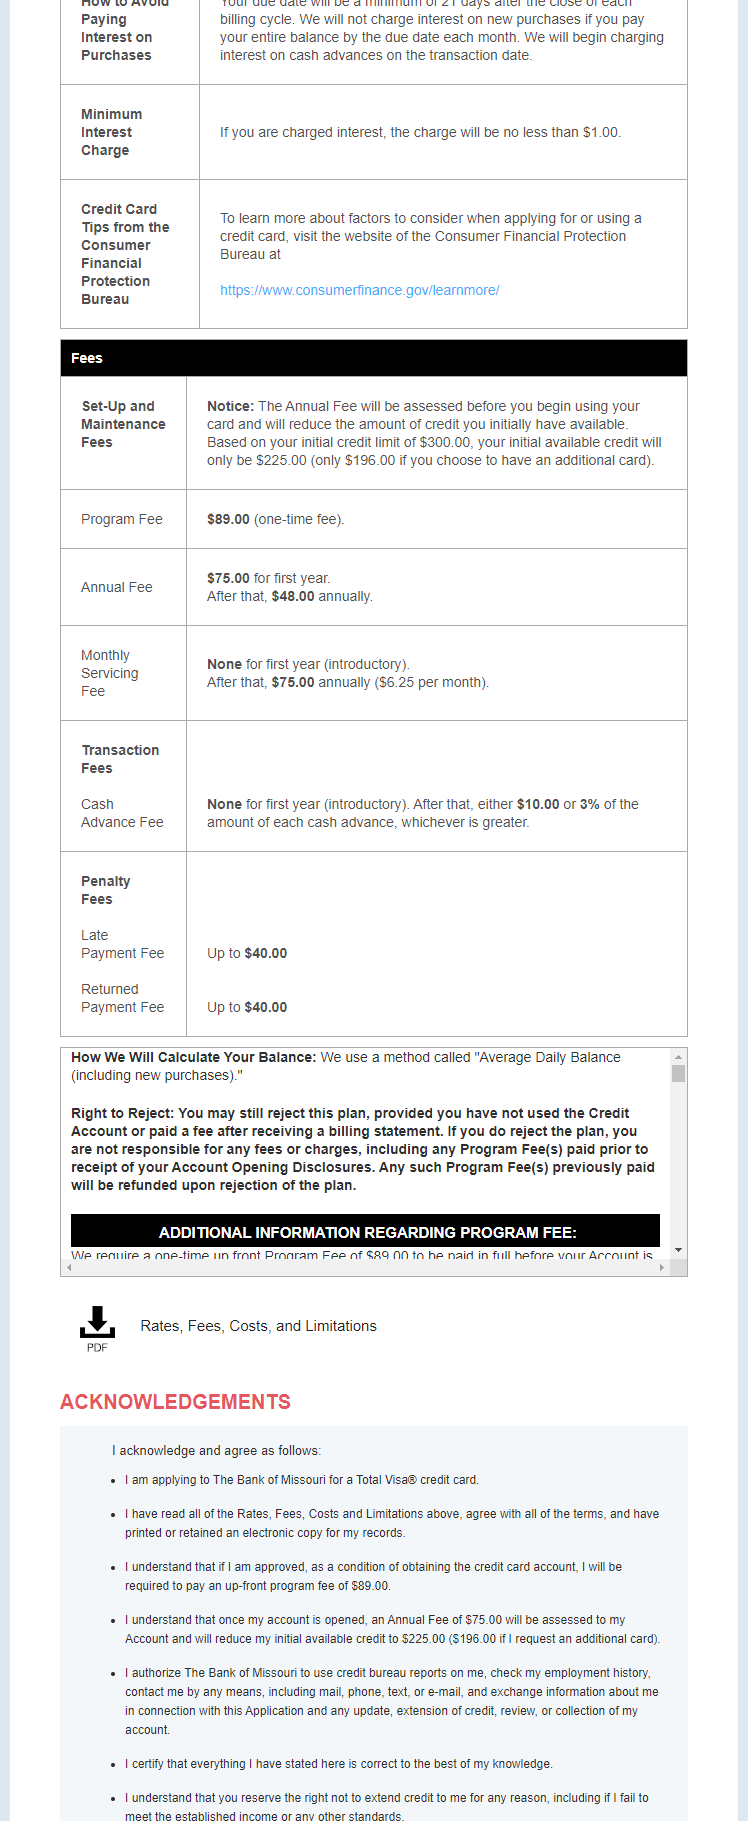 How to Avoid
Paying
Interest on
Purchases
Your due date will be a minimum of 21 days after the close of each
billing cycle. We will not charge interest on new purchases if you pay
your entire balance by the due date each month. We will begin charging
interest on cash advances on the transaction date.
Minimum
Interest
Charge
If you are charged interest, the charge will be no less than $1.00.
Credit Card
Tips from the
Consumer
Financial
Protection
Bureau
To learn more about factors to consider when applying for or using a
credit card, visit the website of the Consumer Financial Protection
Bureau at
https://www.consumerfinance.gov/learnmore/
Fees
Set-Up and
Maintenance
Fees
Notice: The Annual Fee will be assessed before you begin using your
card and will reduce the amount of credit you initially have available.
Based on your initial credit limit of $300.00, your initial available credit will
only be $225.00 (only $196.00 if you choose to have an additional card).
Program Fee
$89.00 (one-time fee).
Annual Fee
$75.00 for first year.
After that, $48.00 annually.
Monthly
Servicing
Fee
None for first year (introductory).
After that, $75.00 annually ($6.25 per month).
Transaction
Fees
Cash
Advance Fee
None for first year (introductory). After that, either $10.00 or 3% of the
amount of each cash advance, whichever is greater.
Penalty
Fees
Late
Payment Fee
Up to $40.00
Returned
Payment Fee
Up to $40.00
How We Will Calculate Your Balance: We use a method called "Average Daily Balance
(including new purchases)."
Right to Reject: You may still reject this plan, provided you have not used the Credit
Account or paid a fee after receiving a billing statement. If you do reject the plan, you
are not responsible for any fees or charges, including any Program Fee(s) paid prior to
receipt of your Account Opening Disclosures. Any such Program Fee(s) previously paid
will be refunded upon rejection of the plan.
ADDITIONAL INFORMATION REGARDING PROGRAM FEE:
We require a one-time up front Program Fee of $89.00 to be paid in full before your Account is
PDF
Rates, Fees, Costs, and Limitations
ACKNOWLEDGEMENTS
I acknowledge and agree as follows:
• I am applying to The Bank of Missouri for a Total Visa® credit card.
• I have read all of the Rates, Fees, Costs and Limitations above, agree with all of the terms, and have
printed or retained an electronic copy for my records.
• I understand that if I am approved, as a condition of obtaining the credit card account, I will be
required to pay an up-front program fee of $89.00.
• I understand that once my account is opened, an Annual Fee of $75.00 will be assessed to my
Account and will reduce my initial available credit to $225.00 ($196.00 if I request an additional card).
• I authorize The Bank of Missouri to use credit bureau reports on me, check my employment history,
contact me by any means, including mail, phone, text, or e-mail, and exchange information about me
in connection with this Application and any update, extension of credit, review, or collection of my
account.
• I certify that everything I have stated here is correct to the best of my knowledge.
• I understand that you reserve the right not to extend credit to me for any reason, including if I fail to
meet the established income or any other standards.